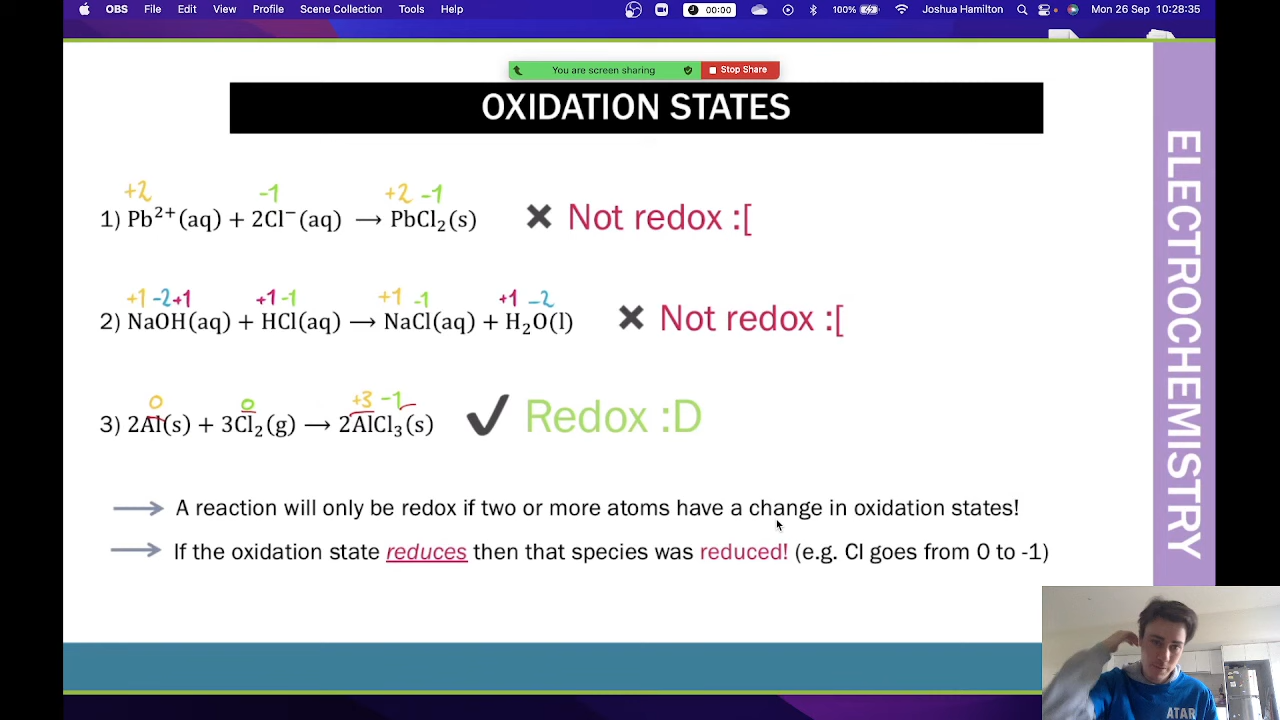 OBS File Edit View Profile Scene Collection Tools Help 00:00 100% Joshua Hamilton Mon 26 Sep 10:28:35
You are screen sharing Stop Share
OXIDATION STATES
+2 -1 +2 -1
1) Pb²⁺(aq) + 2Cl⁻(aq) ⟶ PbCl₂(s) ✖ Not redox :[
+1 -2 +1 +1 -1 +1 -1 +1 -2
2) NaOH(aq) + HCl(aq) ⟶ NaCl(aq) + H₂O(l) ✖ Not redox :[
0 0 +3 -1
3) 2Al(s) + 3Cl₂(g) ⟶ 2AlCl₃(s) ✔ Redox :D
A reaction will only be redox if two or more atoms have a change in oxidation states!
If the oxidation state reduces then that species was reduced! (e.g. Cl goes from 0 to -1)
ELECTROCHEMISTRY
ATAR